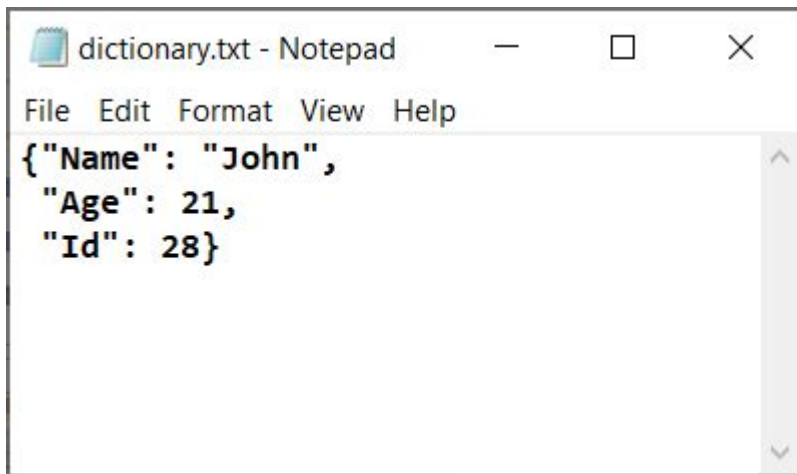 dictionary.txt - Notepad
File Edit Format View Help
{"Name": "John",
 "Age": 21,
 "Id": 28}